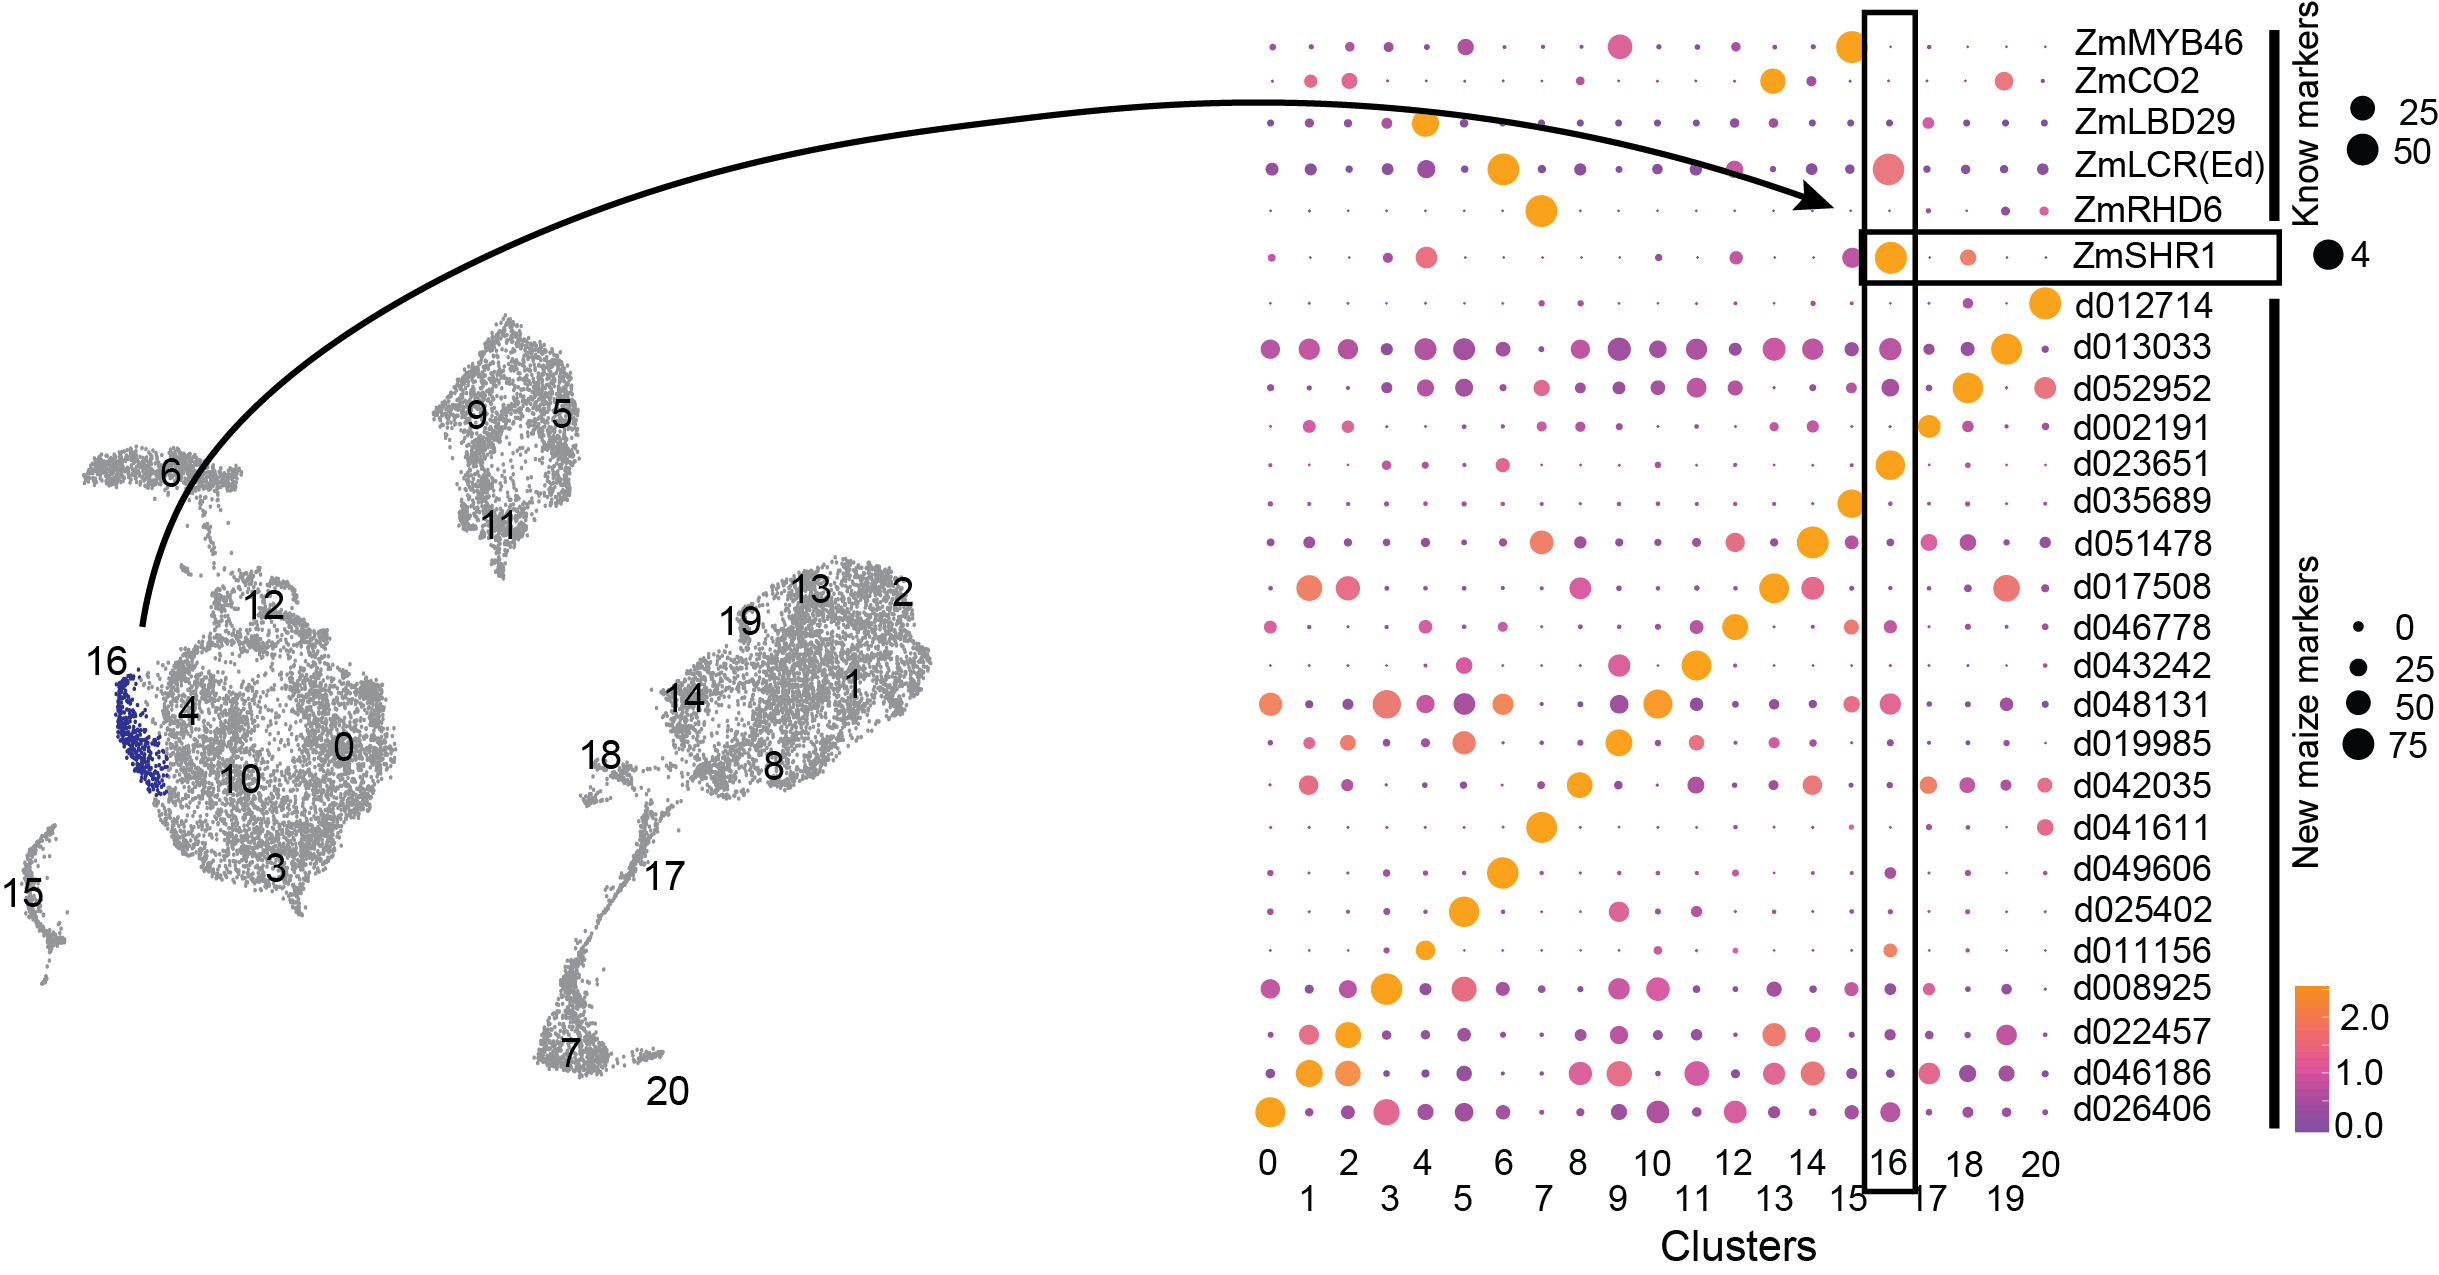 9
5
6
11
12
13
2
19
16
4
14
1
0
18
10
8
3
15
17
7
20
ZmMYB46
ZmCO2
ZmLBD29
ZmLCR(Ed)
ZmRHD6
ZmSHR1
d012714
d013033
d052952
d002191
d023651
d035689
d051478
d017508
d046778
d043242
d048131
d019985
d042035
d041611
d049606
d025402
d011156
d008925
d022457
d046186
d026406
0 2 4 6 8 10 12 14 16 18 20
1 3 5 7 9 11 13 15 17 19
Clusters
Know markers
25
50
4
New maize markers
0
25
50
75
2.0
1.0
0.0